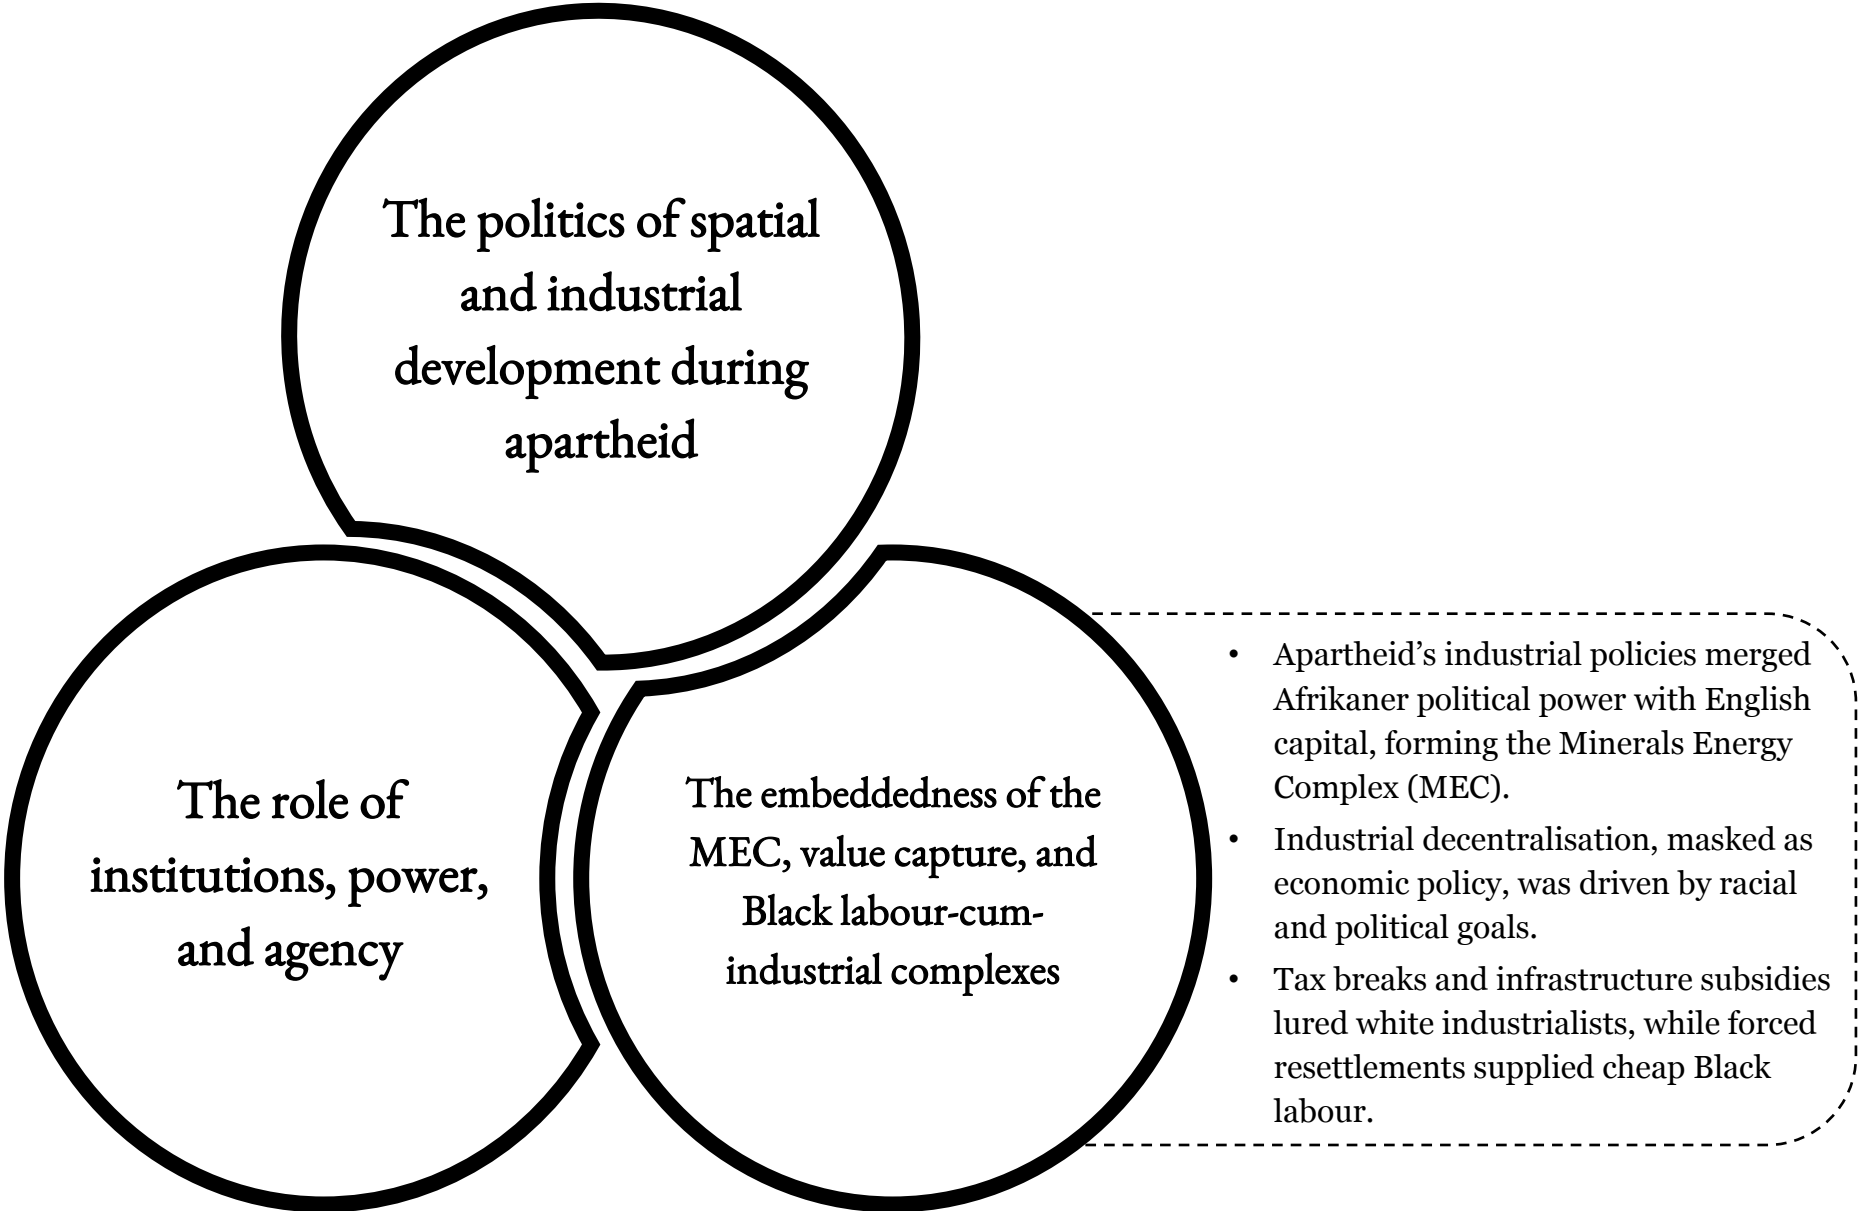 The politics of spatial
and industrial
development during
apartheid
The role of
institutions, power,
and agency
The embeddedness of the
MEC, value capture, and
Black labour-cum-
industrial complexes
• Apartheid’s industrial policies merged
Afrikaner political power with English
capital, forming the Minerals Energy
Complex (MEC).
• Industrial decentralisation, masked as
economic policy, was driven by racial
and political goals.
• Tax breaks and infrastructure subsidies
lured white industrialists, while forced
resettlements supplied cheap Black
labour.